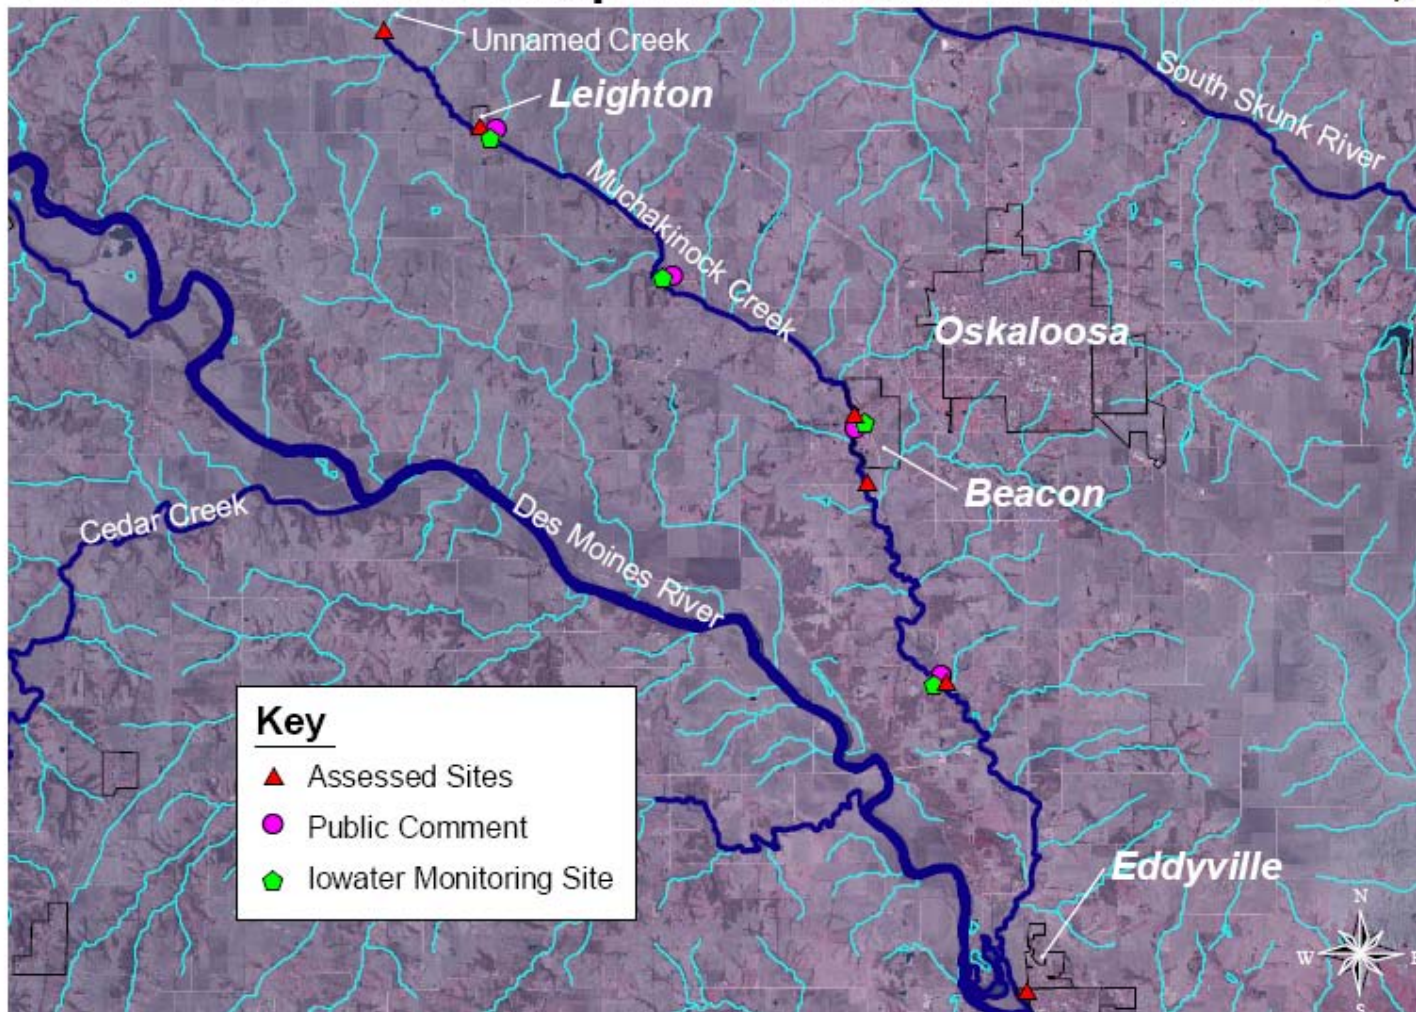 Unnamed Creek
Leighton
South Skunk River
Muchakinock Creek
Oskaloosa
Beacon
Cedar Creek
Des Moines River
Key
Assessed Sites
Public Comment
Iowater Monitoring Site
Eddyville
N
W
S